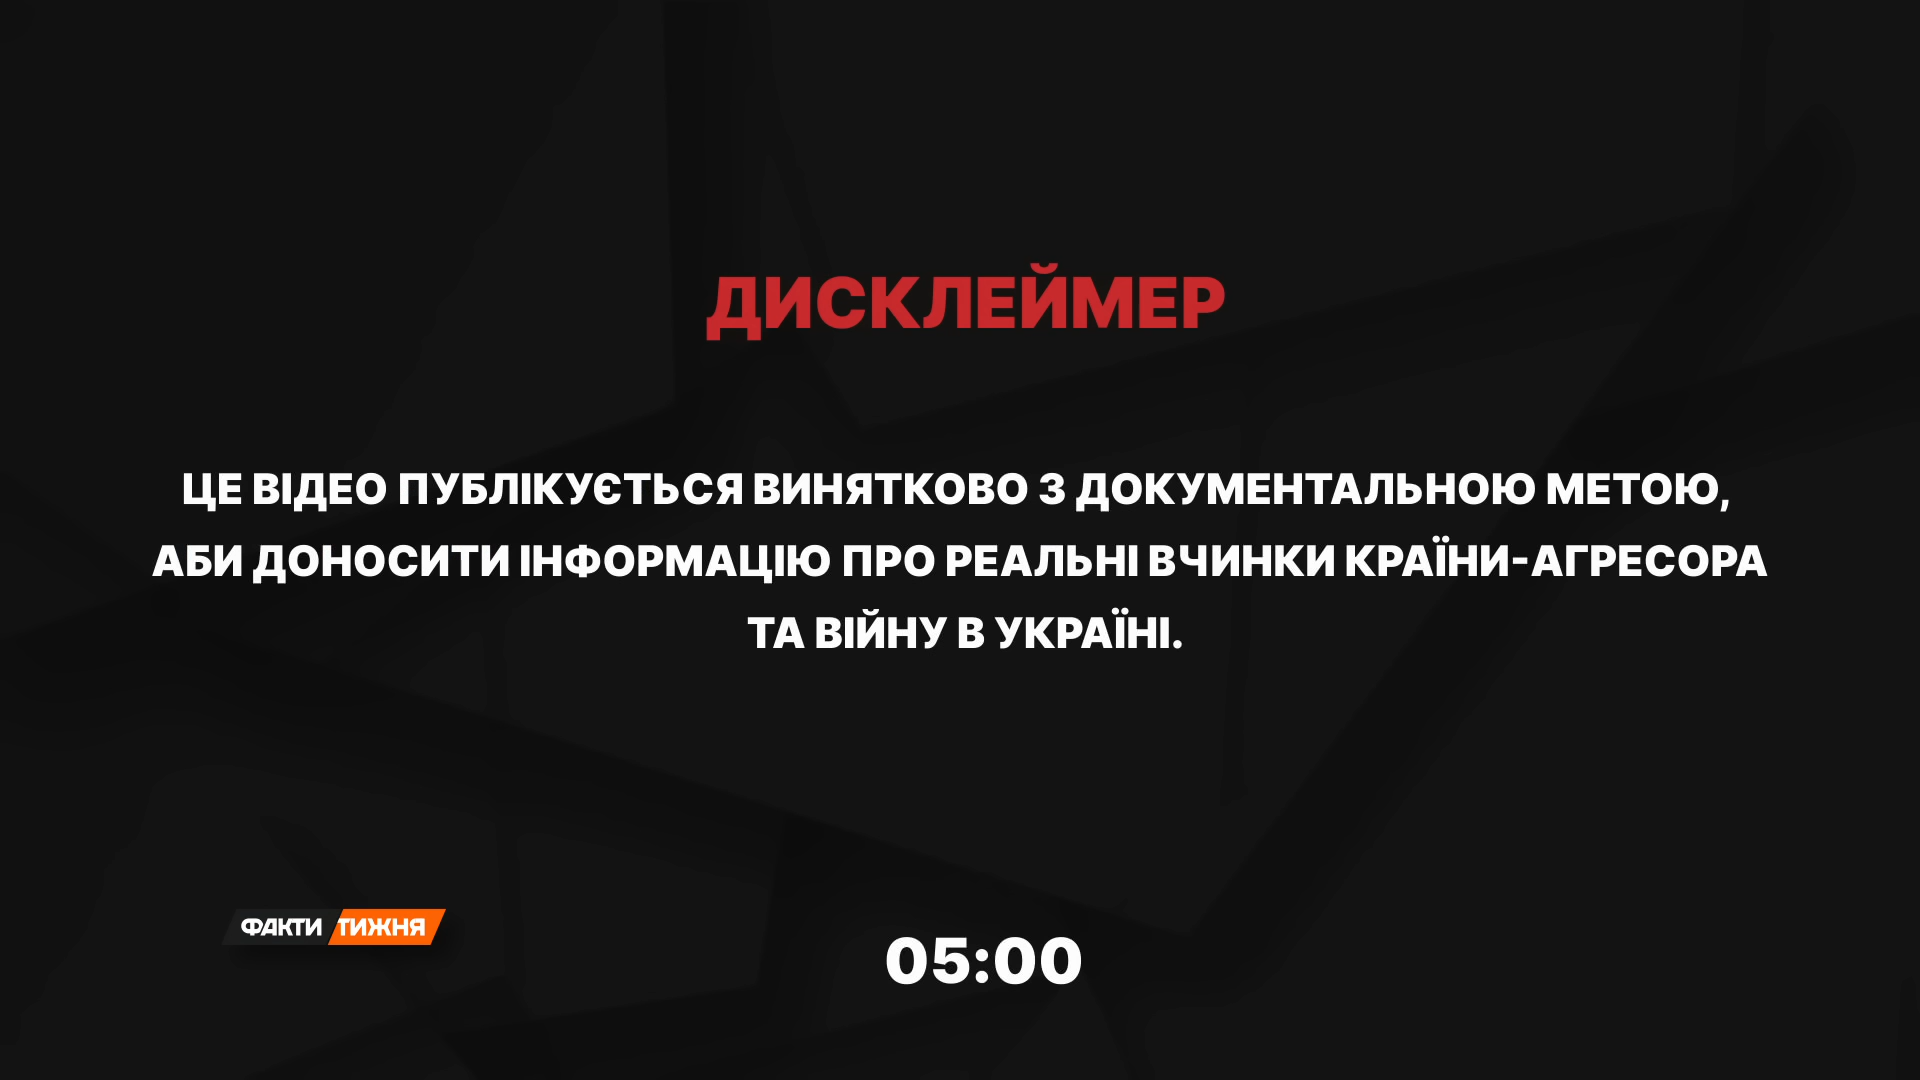 ДИСКЛЕЙМЕР
ЦЕ ВІДЕО ПУБЛІКУЄТЬСЯ ВИНЯТКОВО З ДОКУМЕНТАЛЬНОЮ МЕТОЮ,
АБИ ДОНОСИТИ ІНФОРМАЦІЮ ПРО РЕАЛЬНІ ВЧИНКИ КРАЇНИ-АГРЕСОРА
ТА ВІЙНУ В УКРАЇНІ.
ФАКТИ ТИЖНЯ
05:00